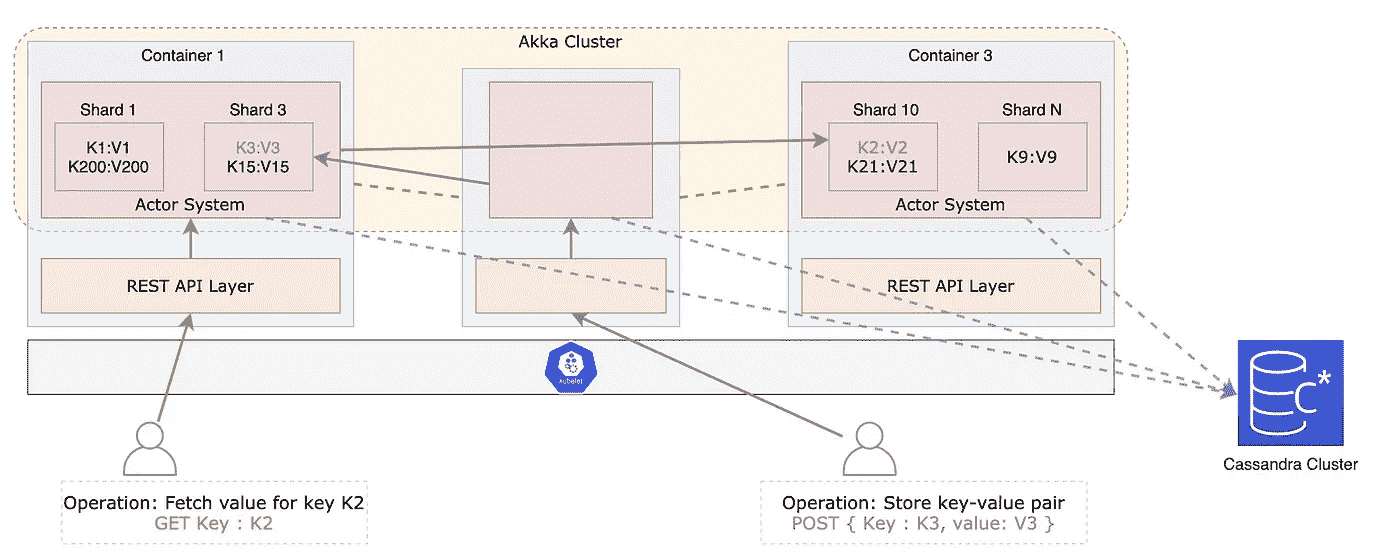 Akka Cluster
Container 1
Shard 1
K1:V1
K200:V200
Shard 3
K3:V3
K15:V15
Actor System
REST API Layer
Container 3
Shard 10
K2:V2
K21:V21
Shard N
K9:V9
Actor System
REST API Layer
kubelet
C*
Cassandra Cluster
Operation: Fetch value for key K2
GET Key : K2
Operation: Store key-value pair
POST { Key : K3, value: V3 }